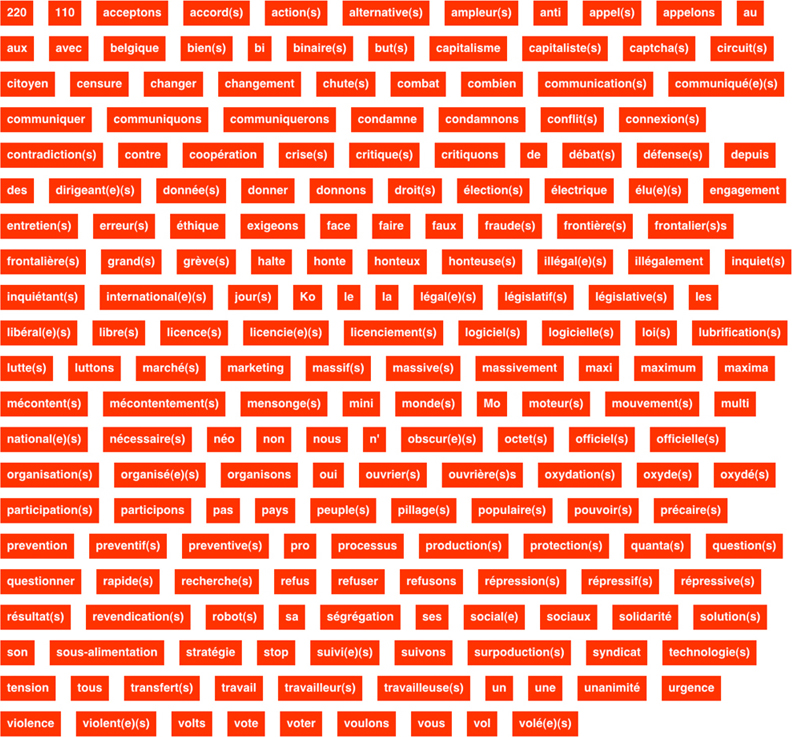 220 110 acceptons accord(s) action(s) alternative(s) ampleur(s) anti appel(s) appelons au
aux avec belgique bien(s) bi binaire(s) but(s) capitalisme capitaliste(s) captcha(s) circuit(s)
citoyen censure changer changement chute(s) combat combien communication(s) communiqué(e)(s)
communiquer communiquons communiquerons condamne condamnons conflit(s) connexion(s)
contradiction(s) contre coopération crise(s) critique(s) critiquons de débat(s) défense(s) depuis
des dirigeant(e)(s) donnée(s) donner donnons droit(s) élection(s) électrique élu(e)(s) engagement
entretien(s) erreur(s) éthique exigeons face faire faux fraude(s) frontière(s) frontalier(s)s
frontalière(s) grand(s) grève(s) halte honte honteux honteuse(s) illégal(e)(s) illégalement inquiet(s)
inquiétant(s) international(e)(s) jour(s) Ko le la légal(e)(s) législatif(s) législative(s) les
libéral(e)(s) libre(s) licence(s) licencie(e)(s) licenciement(s) logiciel(s) logicielle(s) loi(s) lubrification(s)
lutte(s) luttons marché(s) marketing massif(s) massive(s) massivement maxi maximum maxima
mécontent(s) mécontentement(s) mensonge(s) mini monde(s) Mo moteur(s) mouvement(s) multi
national(e)(s) nécessaire(s) néo non nous n' obscur(e)(s) octet(s) officiel(s) officielle(s)
organisation(s) organisé(e)(s) organisons oui ouvrier(s) ouvrière(s)s oxydation(s) oxyde(s) oxydé(s)
participation(s) participons pas pays peuple(s) pillage(s) populaire(s) pouvoir(s) précaire(s)
prevention preventif(s) preventive(s) pro processus production(s) protection(s) quanta(s) question(s)
questionner rapide(s) recherche(s) refus refuser refusons répression(s) répressif(s) répressive(s)
résultat(s) revendication(s) robot(s) sa ségrégation ses social(e) sociaux solidarité solution(s)
son sous-alimentation stratégie stop suivi(e)(s) suivons surpoduction(s) syndicat technologie(s)
tension tous transfert(s) travail travailleur(s) travailleuse(s) un une unanimité urgence
violence violent(e)(s) volts vote voter voulons vous vol volé(e)(s)